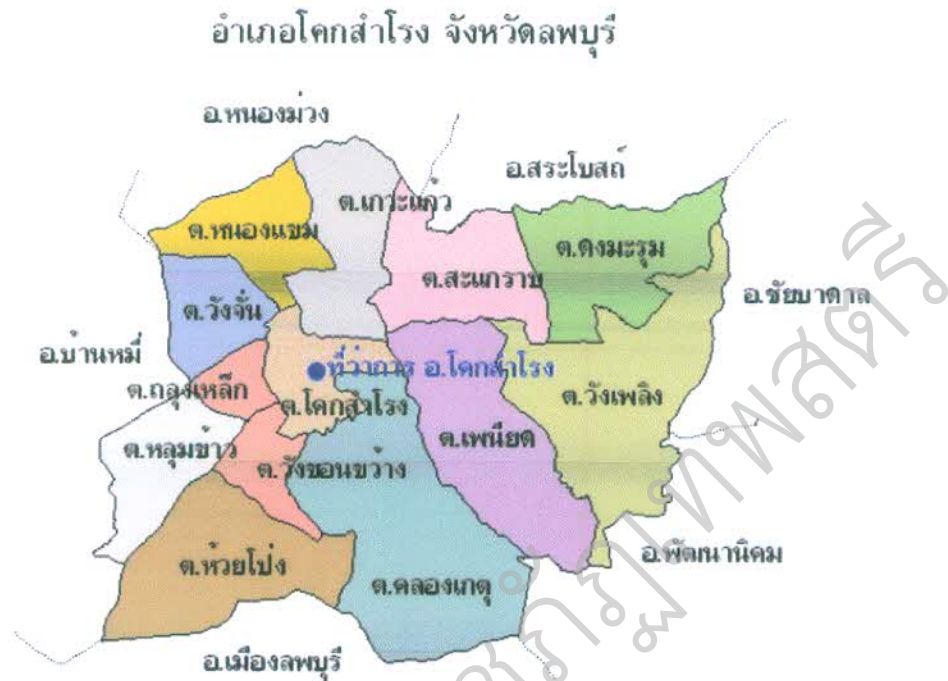 อำเภอโคกสำโรง จังหวัดลพบุรี
อ.หนองม่วง
อ.สระโบสถ์
ต.เกาะแก้ว
ต.หนองแขม
ต.ดงมะรุม
ต.สะแกราบ
อ.ชัยบาดาล
ต.วังจั่น
อ.บ้านหมี่
ที่ว่าการ อ.โคกสำโรง
ต.ถลุงเหล็ก
ต.วังเพลิง
ต.โคกสำโรง
ต.เพนียด
ต.หลุมข้าว
ต.วังขอนขว้าง
อ.พัฒนานิคม
ต.ห้วยโป่ง
ต.คลองเกตุ
อ.เมืองลพบุรี